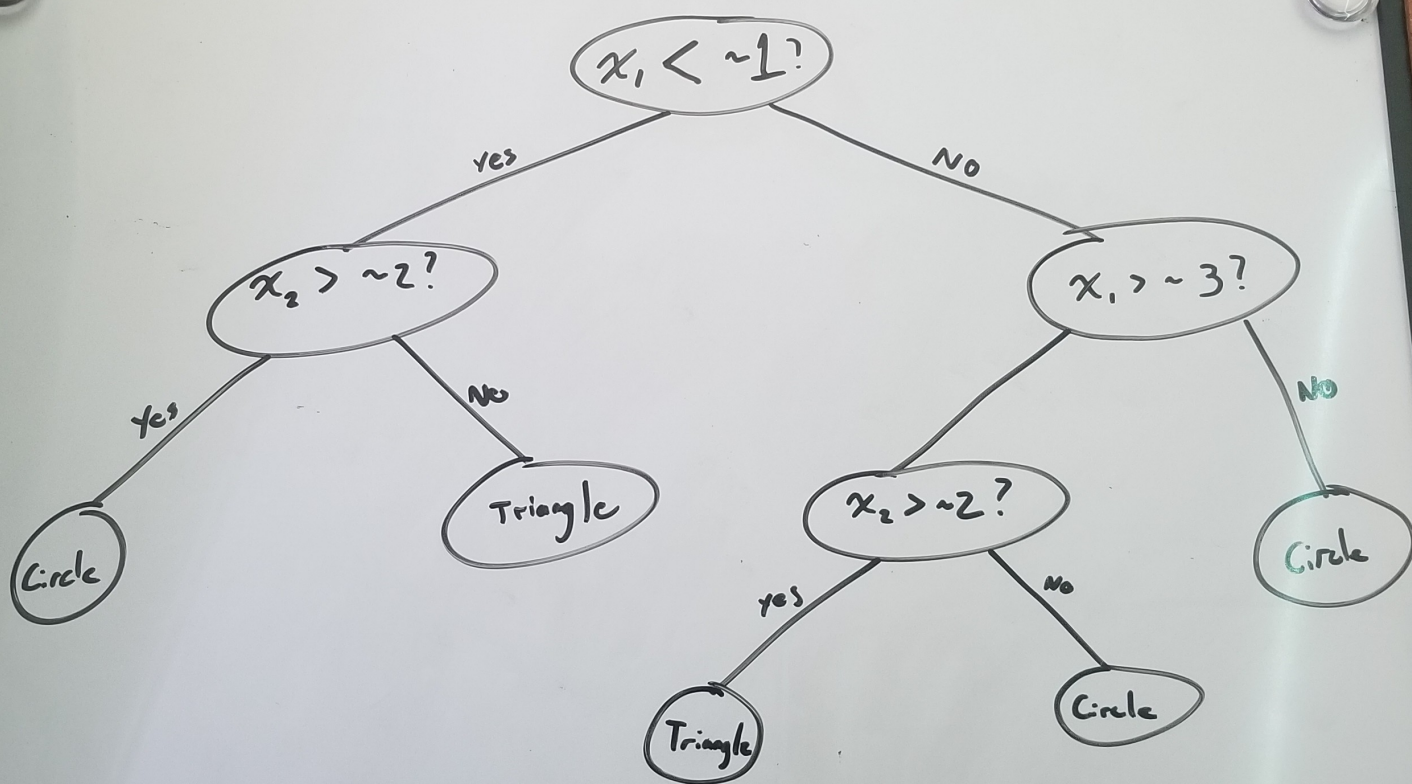 x₁ < ~1?
yes
No
x₂ > ~2?
x₁ > ~3?
Yes
No
No
Circle
Triangle
x₂ > ~2?
Circle
yes
No
Triangle
Circle